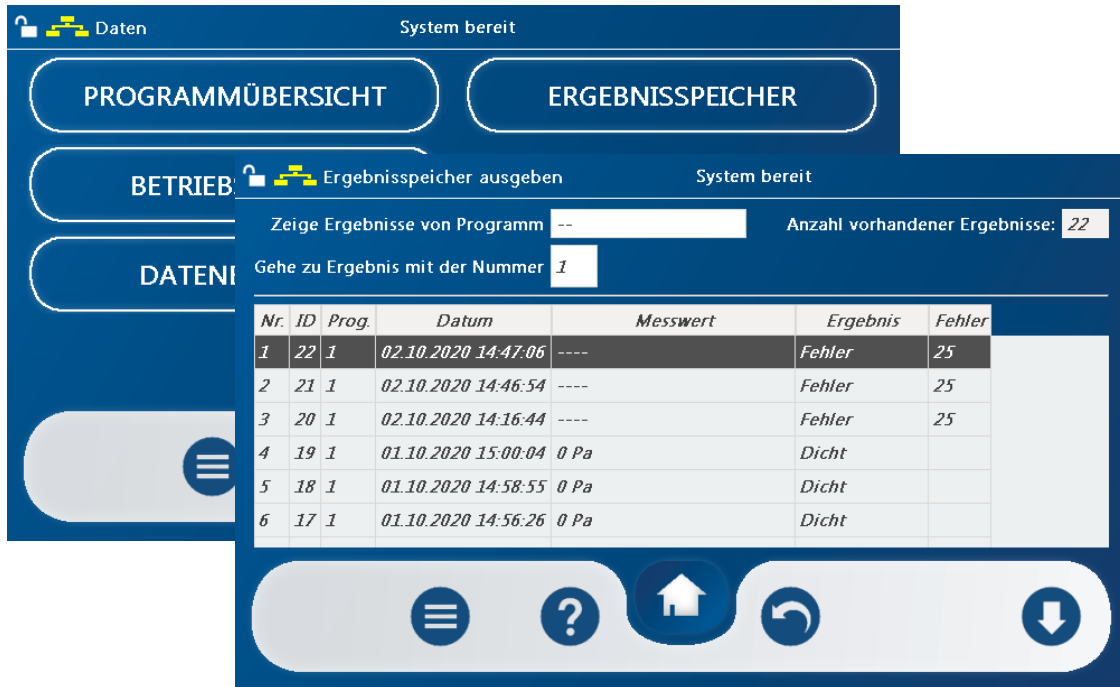 Daten System bereit
PROGRAMMÜBERSICHT ERGEBNISSPEICHER
BETRIEBS
DATENB
Ergebnisspeicher ausgeben System bereit
Zeige Ergebnisse von Programm -- Anzahl vorhandener Ergebnisse: 22
Gehe zu Ergebnis mit der Nummer 1
Nr. ID Prog. Datum Messwert Ergebnis Fehler
1 22 1 02.10.2020 14:47:06 ---- Fehler 25
2 21 1 02.10.2020 14:46:54 ---- Fehler 25
3 20 1 02.10.2020 14:16:44 ---- Fehler 25
4 19 1 01.10.2020 15:00:04 0 Pa Dicht
5 18 1 01.10.2020 14:58:55 0 Pa Dicht
6 17 1 01.10.2020 14:56:26 0 Pa Dicht
?